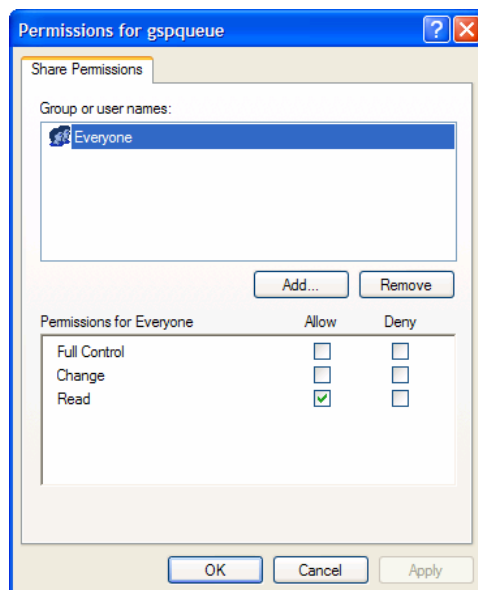 Permissions for gspqueue
Share Permissions
Group or user names:
Everyone
Add... Remove
Permissions for Everyone Allow Deny
Full Control
Change
Read
OK Cancel Apply